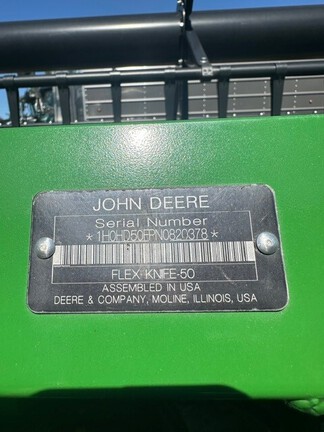 JOHN DEERE
Serial Number
*1H0HD50FPN0820378*
FLEX KNIFE-50
ASSEMBLED IN USA
DEERE & COMPANY, MOLINE, ILLINOIS, USA